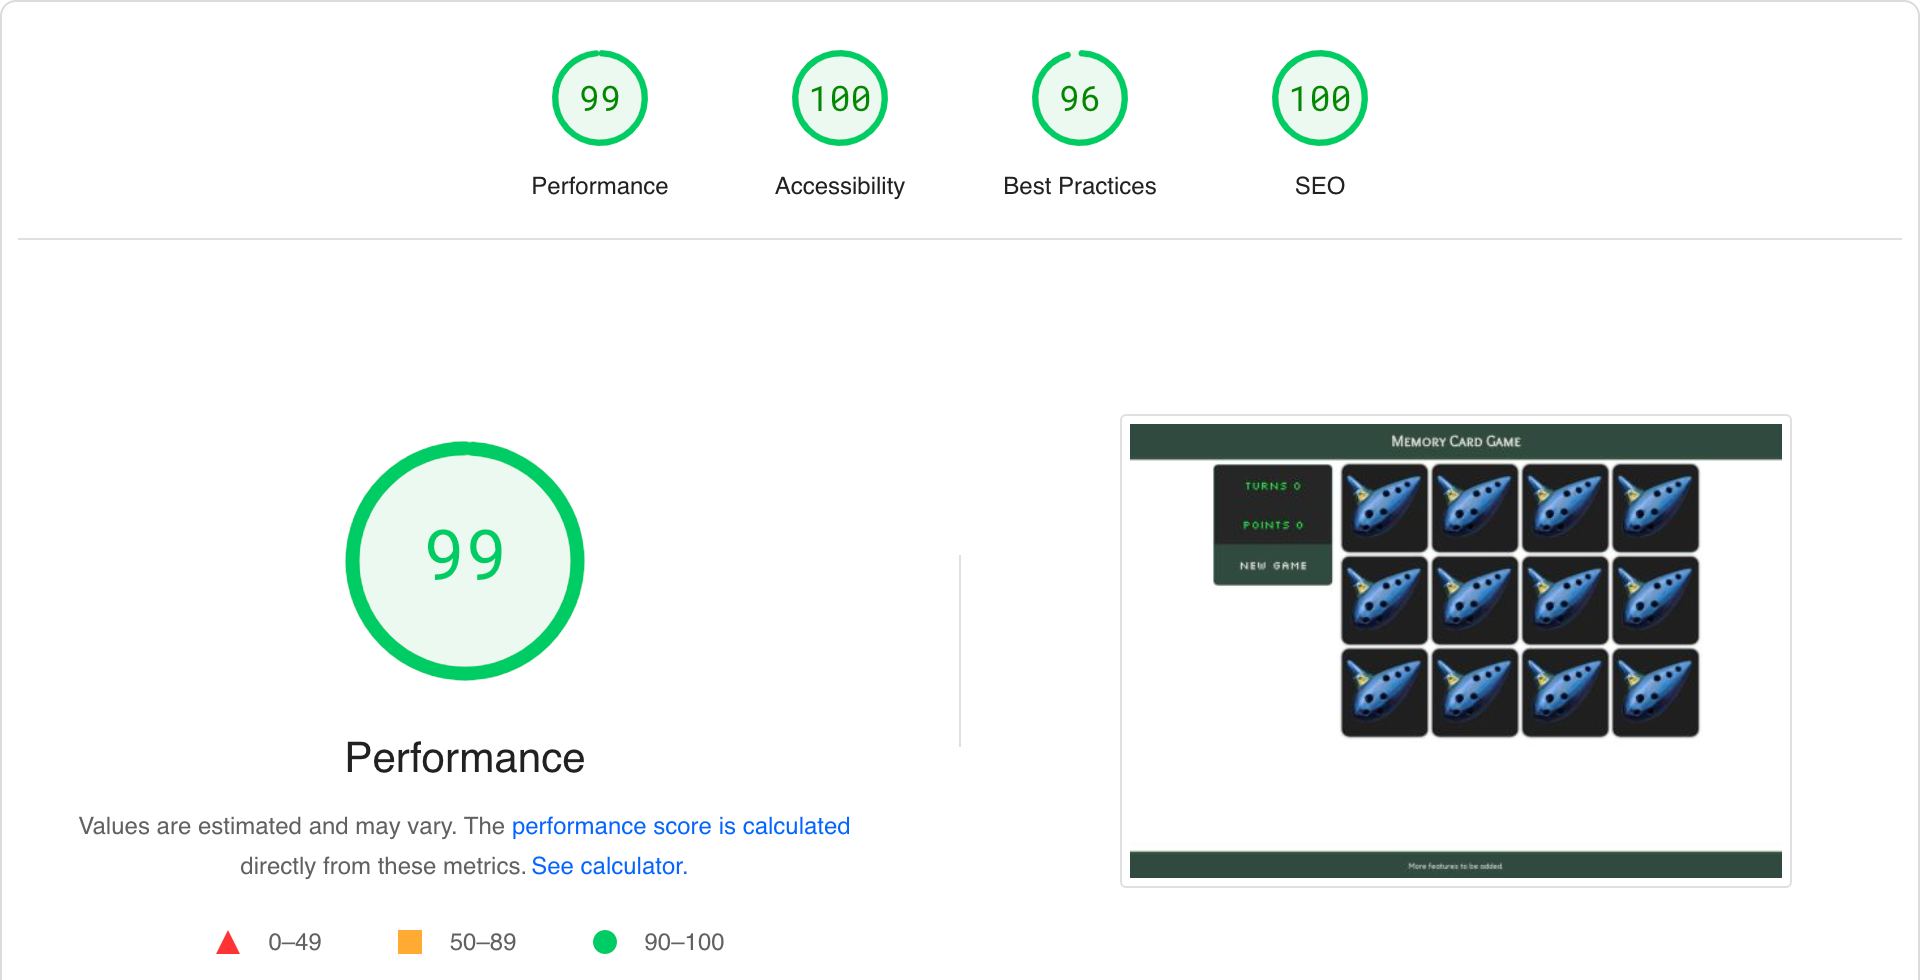 99
100
96
100
Performance
Accessibility
Best Practices
SEO
99
Performance
Values are estimated and may vary. The performance score is calculated
directly from these metrics. See calculator.
0–49
50–89
90–100
Memory Card Game
TURNS 0
POINTS 0
NEW GAME
More features to be added